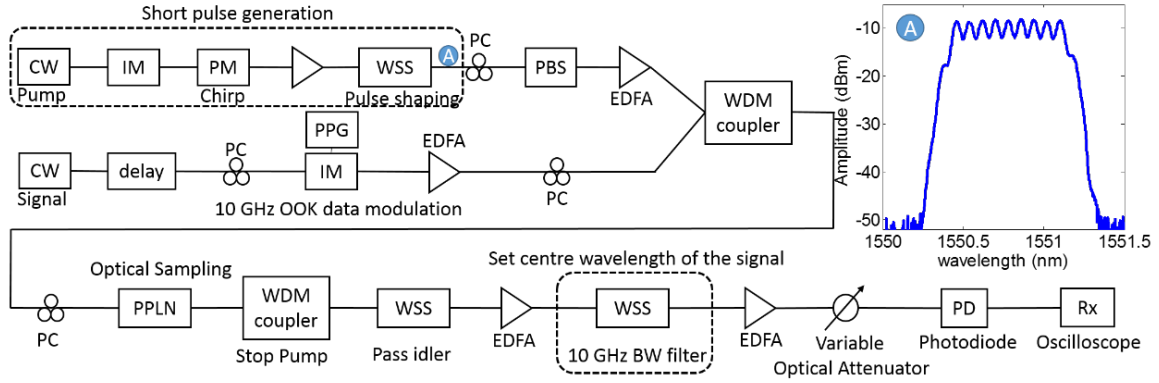 Short pulse generation
CW
IM
PM
WSS
A
PC
PBS
Pump
Chirp
Pulse shaping
EDFA
WDM
coupler
PPG
EDFA
PC
CW
delay
IM
PC
Signal
10 GHz OOK data modulation
A
Amplitude (dBm)
-10
-20
-30
-40
-50
1550
1550.5
1551
1551.5
wavelength (nm)
Optical Sampling
Set centre wavelength of the signal
PC
PPLN
WDM
coupler
WSS
EDFA
WSS
EDFA
PD
Rx
Stop Pump
Pass idler
10 GHz BW filter
Variable
Optical Attenuator
Photodiode
Oscilloscope